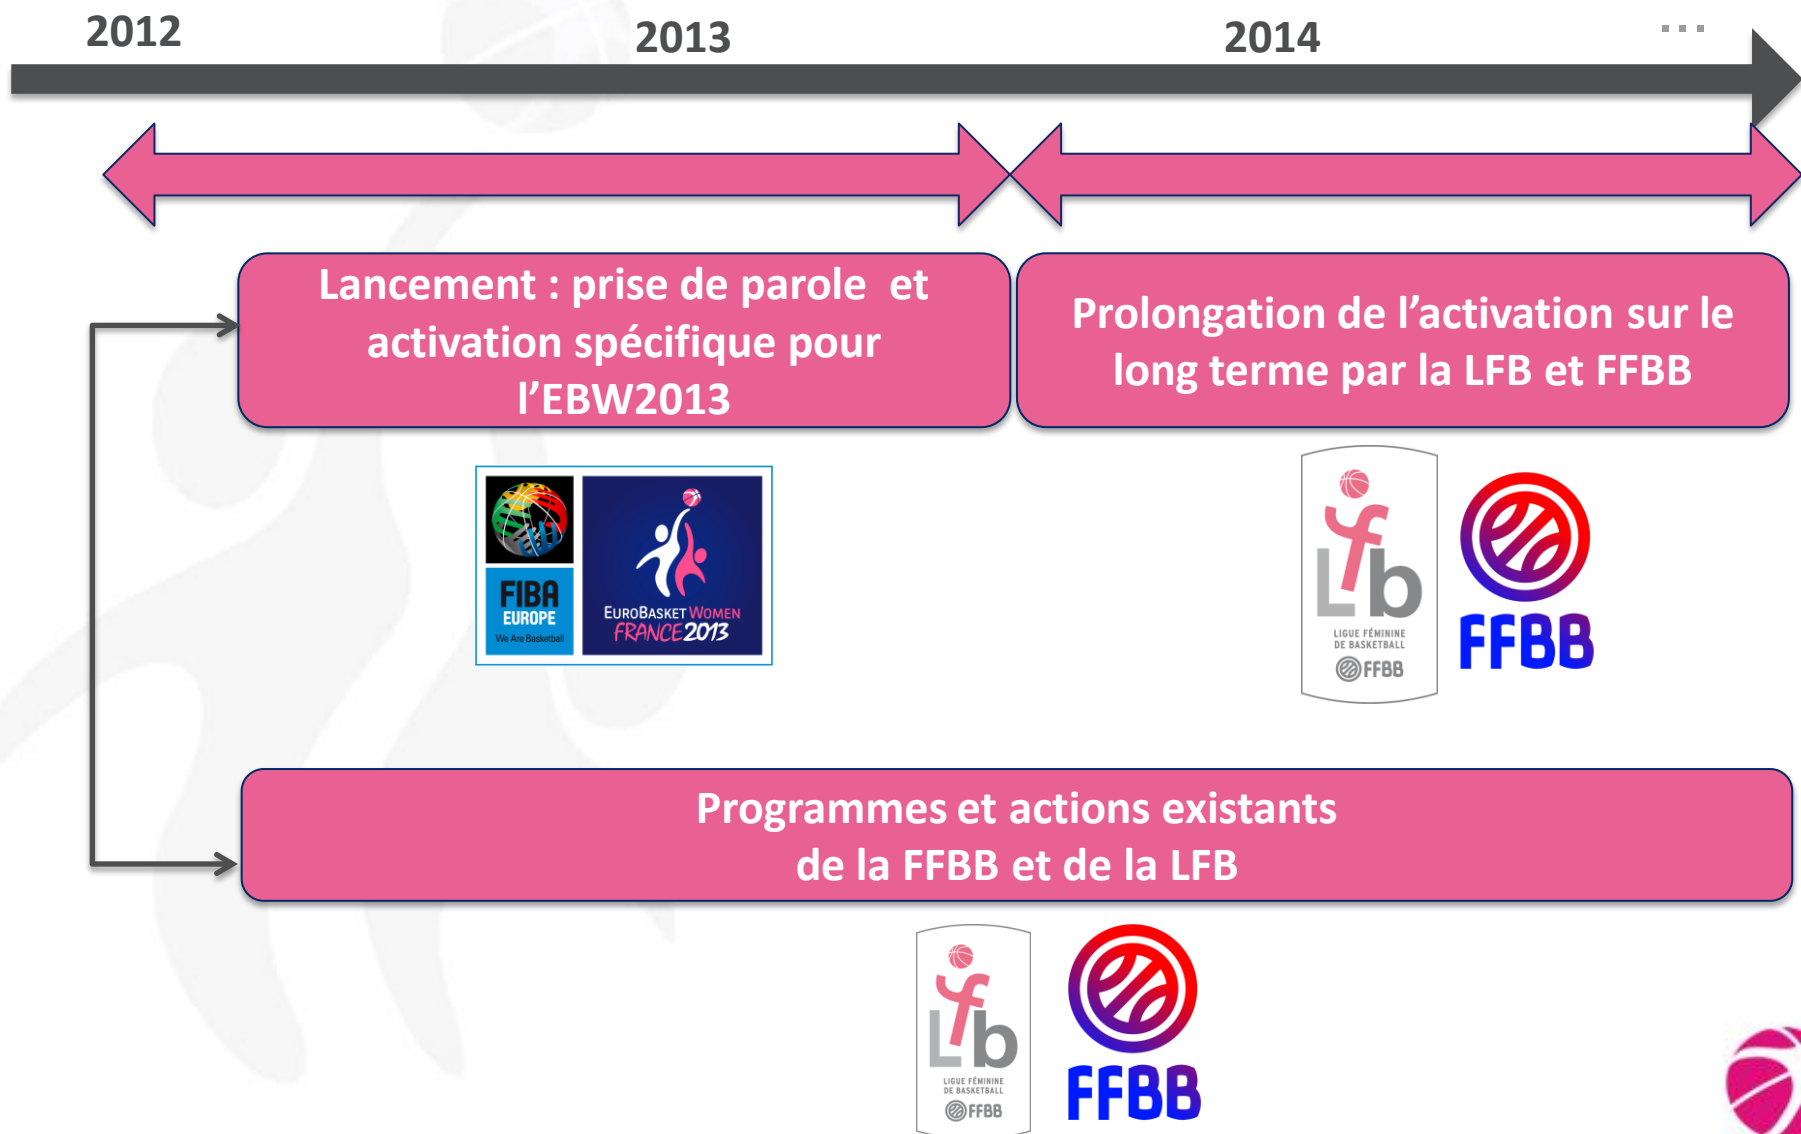 2012 2013 2014 ...
Lancement : prise de parole et
activation spécifique pour
l’EBW2013
Prolongation de l’activation sur le
long terme par la LFB et FFBB
FIBA
EUROPE
We Are Basketball
EUROBASKET WOMEN
FRANCE 2013
Lfb
LIGUE FÉMININE
DE BASKETBALL
FFBB
FFBB
Programmes et actions existants
de la FFBB et de la LFB
Lfb
LIGUE FÉMININE
DE BASKETBALL
FFBB
FFBB